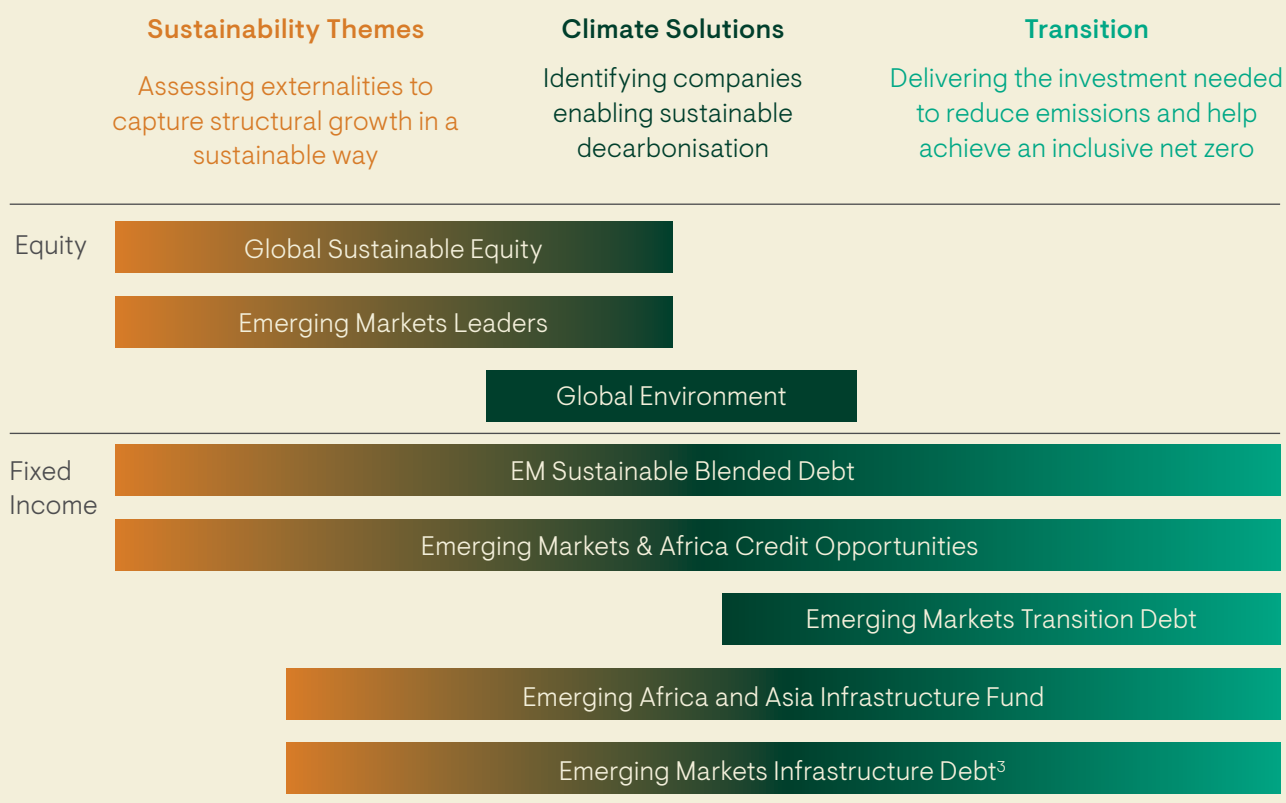 Sustainability Themes
Assessing externalities to
capture structural growth in a
sustainable way
Climate Solutions
Identifying companies
enabling sustainable
decarbonisation
Transition
Delivering the investment needed
to reduce emissions and help
achieve an inclusive net zero
Equity
Global Sustainable Equity
Emerging Markets Leaders
Global Environment
Fixed
Income
EM Sustainable Blended Debt
Emerging Markets & Africa Credit Opportunities
Emerging Markets Transition Debt
Emerging Africa and Asia Infrastructure Fund
Emerging Markets Infrastructure Debt³